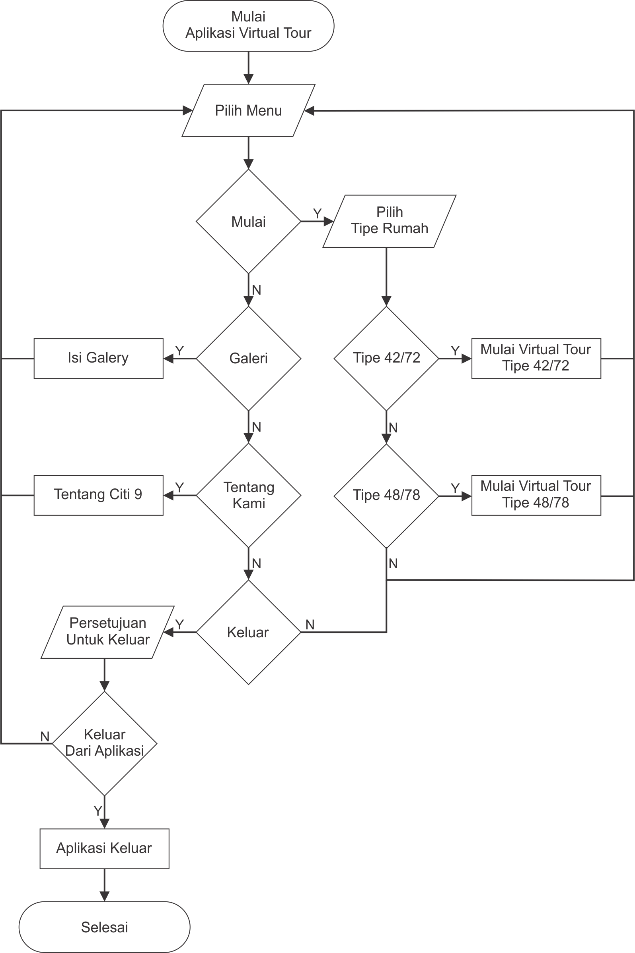 Mulai
Aplikasi Virtual Tour
Pilih Menu
Mulai
Y
Pilih
Tipe Rumah
N
Isi Galery
Y
Galeri
Tipe 42/72
Y
Mulai Virtual Tour
Tipe 42/72
N
N
Tentang Citi 9
Y
Tentang
Kami
Tipe 48/78
Y
Mulai Virtual Tour
Tipe 48/78
N
N
Persetujuan
Untuk Keluar
Y
Keluar
N
N
Keluar
Dari Aplikasi
Y
Aplikasi Keluar
Selesai